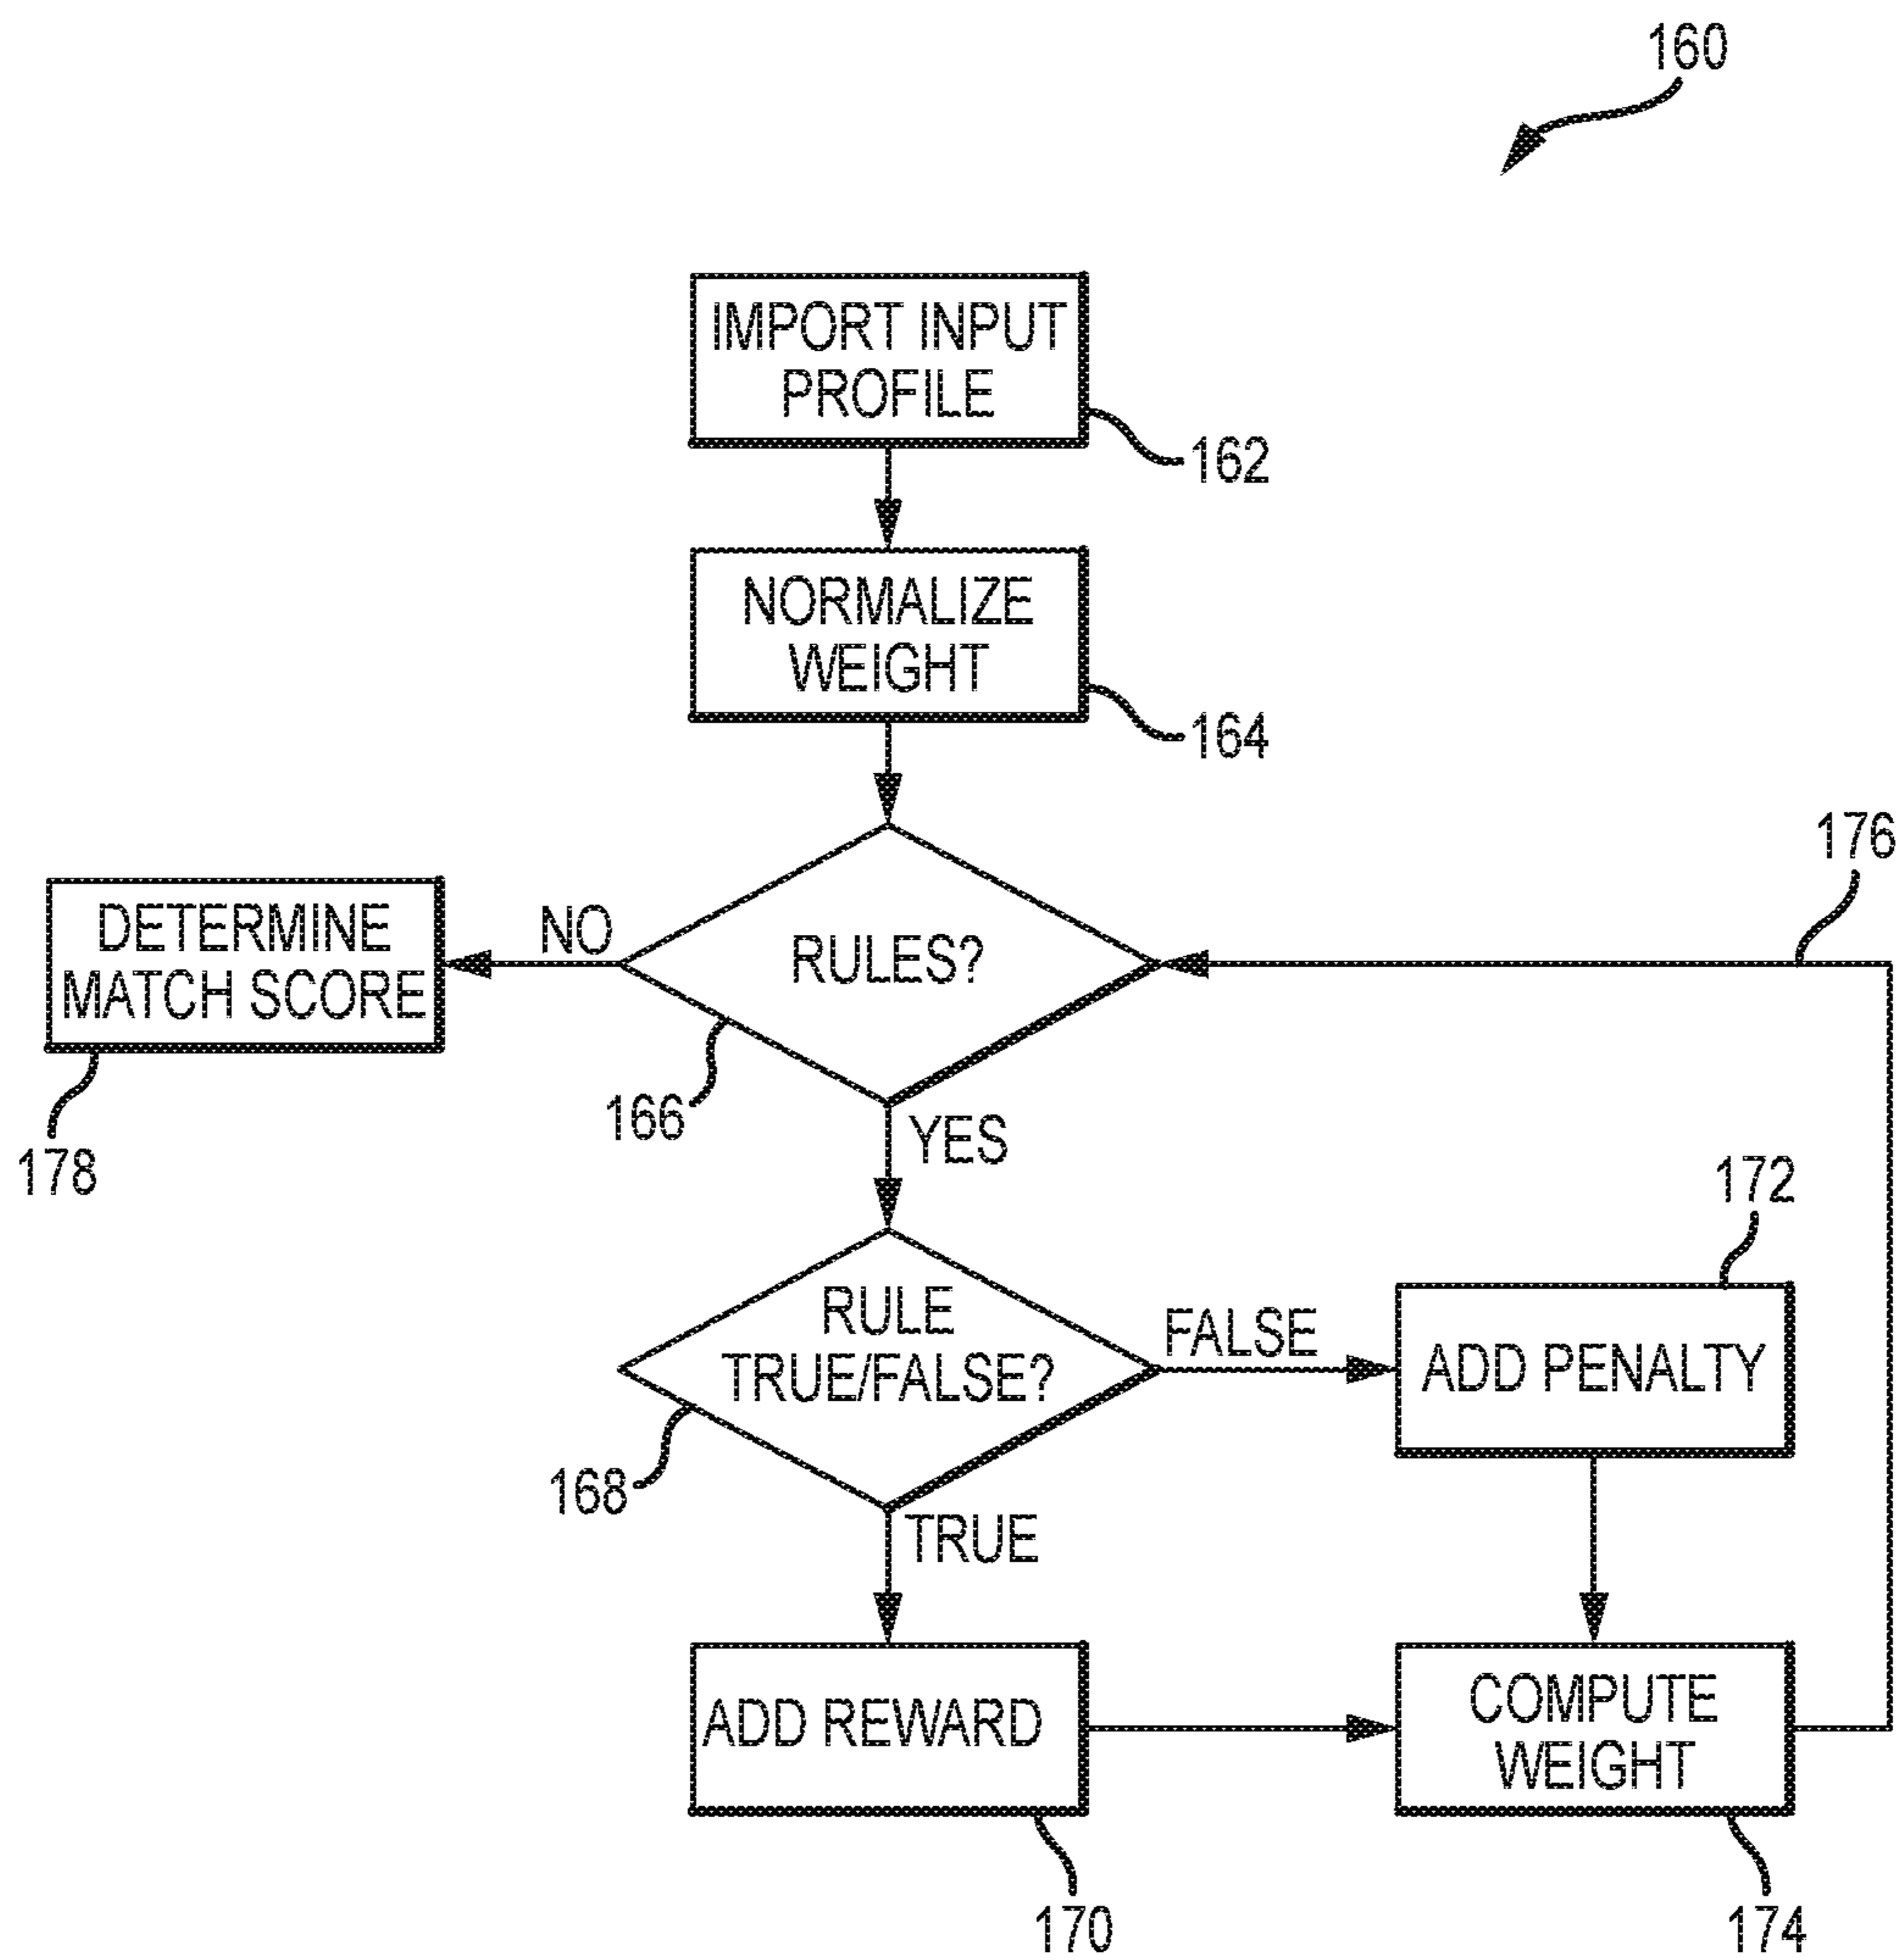 160
IMPORT INPUT
PROFILE
162
NORMALIZE
WEIGHT
164
176
DETERMINE
MATCH SCORE
NO
RULES?
178
166
YES
172
RULE
TRUE/FALSE?
FALSE
ADD PENALTY
168
TRUE
ADD REWARD
COMPUTE
WEIGHT
170
174